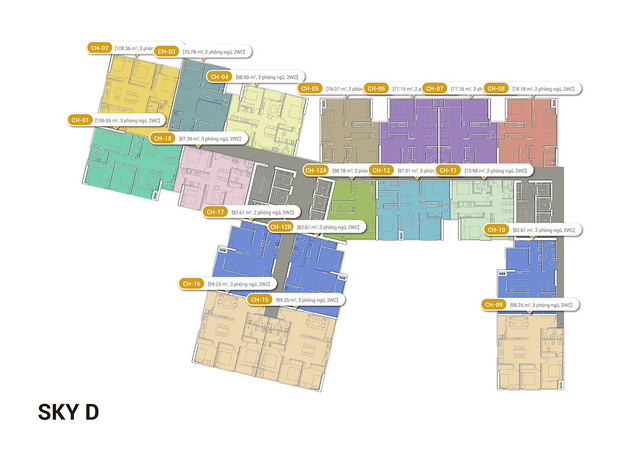 CH-02 [108.36 m², 3 phòng
CH-03 [75.78 m², 2 phòng ngủ, 2WC]
CH-04 [88.69 m², 3 phòng ngủ, 2WC]
CH-05 [76.07 m², 2 phòn
CH-06 [77.16 m², 2 p
CH-07 [77.16 m², 2 ph
CH-08 [78.18 m², 2 phòng ngủ, 2WC]
CH-01 [106.55 m², 3 phòng ngủ, 2WC]
CH-18 [87.39 m², 3 phòng ngủ, 2WC]
CH-12A [68.78 m², 2 phòn
CH-12 [87.01 m², 3 phòn
CH-11 [73.98 m², 2 phòng ngủ, 2WC]
CH-17 [82.61 m², 2 phòng ngủ, 2WC]
CH-12B [82.61 m², 2 phòng ngủ, 2WC]
CH-10 [82.61 m², 2 phòng ngủ, 2WC]
CH-16 [99.25 m², 3 phòng ngủ, 2WC]
CH-15 [99.25 m², 3 phòng ngủ, 2WC]
CH-09 [99.25 m², 3 phòng ngủ, 2WC]
SKY D